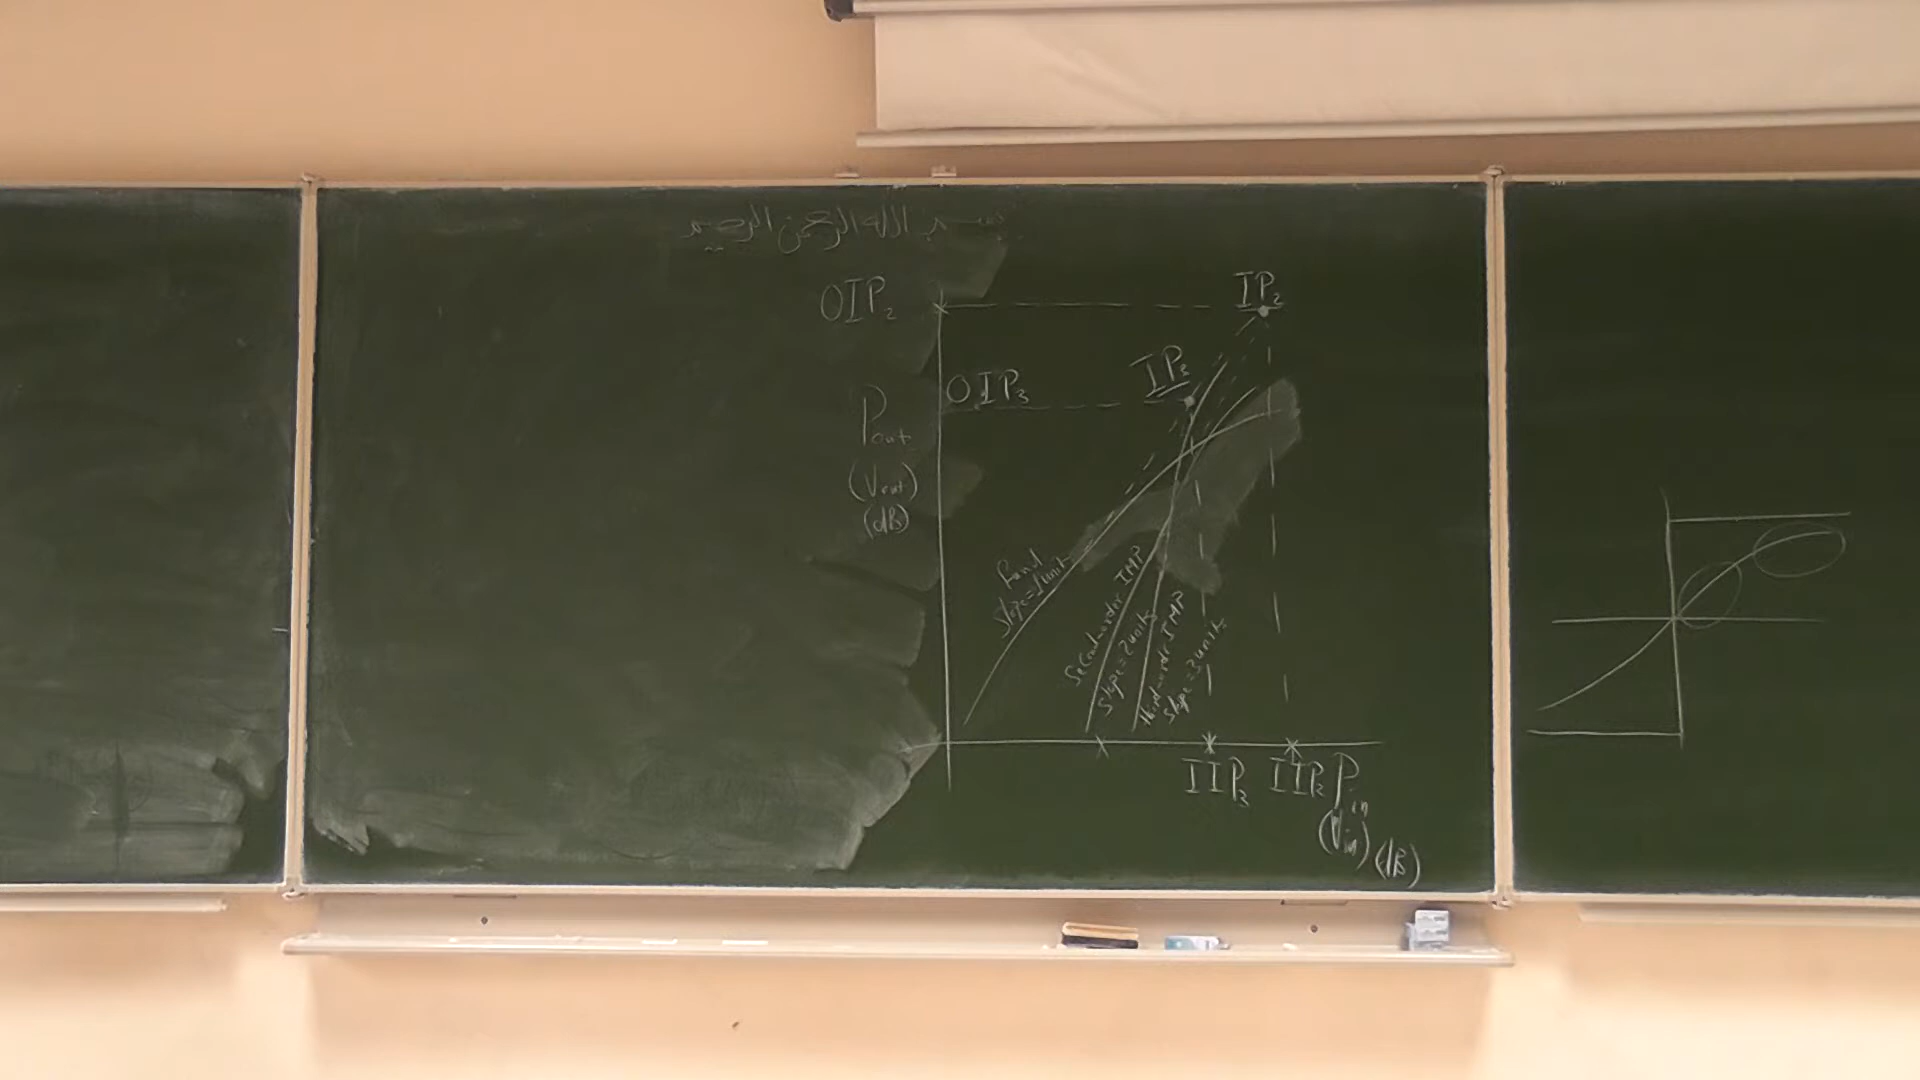 بسم الله الرحمن الرحيم
OIP₂
IP₂
OIP₃
IP₃
Pout
(Vout)
(dB)
Fund
slope=1unit
Second-order IMP
slope=2units
third-order IMP
slope=3units
IIP₃
IIP₂
Pin
(Vin)
(dB)